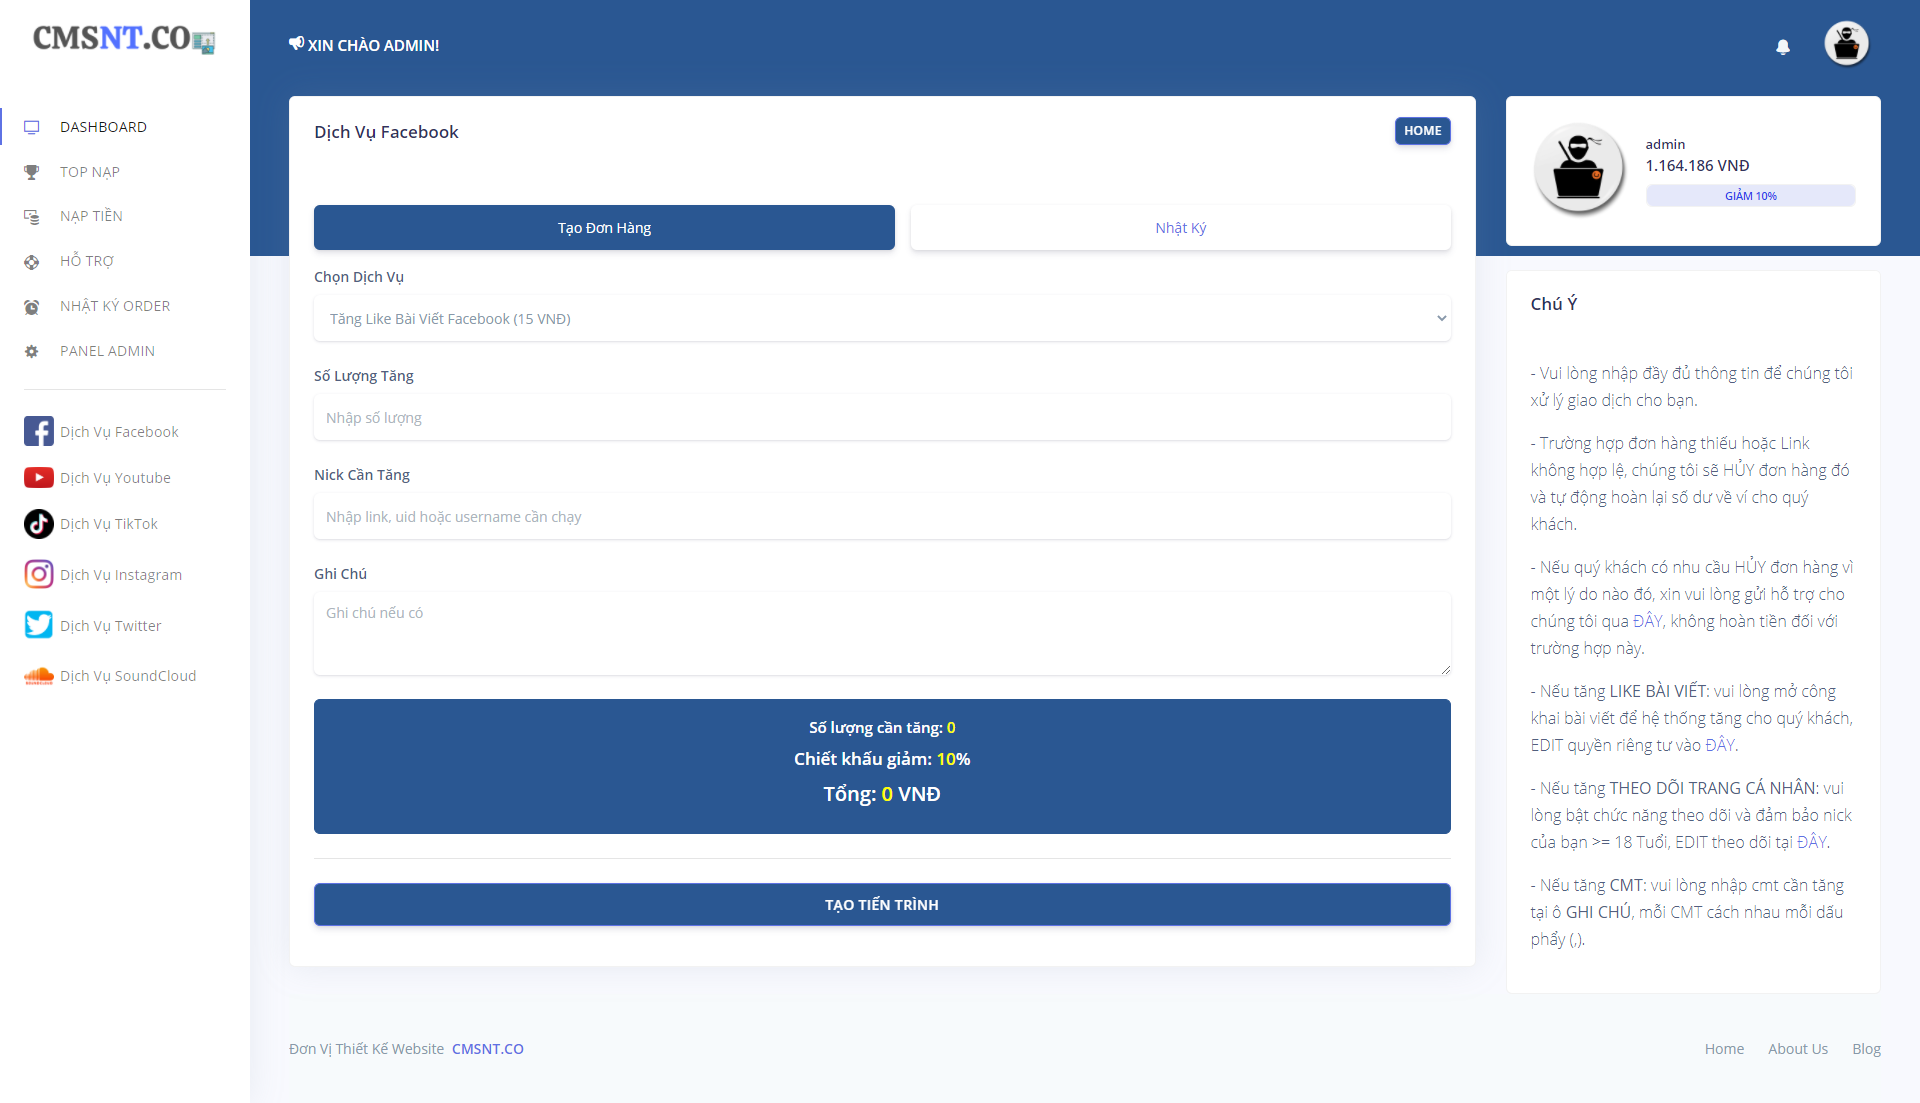 CMSNT.CO
DASHBOARD
TOP NẠP
NẠP TIỀN
HỖ TRỢ
NHẬT KÝ ORDER
PANEL ADMIN
Dịch Vụ Facebook
Dịch Vụ Youtube
Dịch Vụ TikTok
Dịch Vụ Instagram
Dịch Vụ Twitter
Dịch Vụ SoundCloud
XIN CHÀO ADMIN!
Dịch Vụ Facebook
HOME
Tạo Đơn Hàng
Nhật Ký
Chọn Dịch Vụ
Tăng Like Bài Viết Facebook (15 VNĐ)
Số Lượng Tăng
Nhập số lượng
Nick Cần Tăng
Nhập link, uid hoặc username cần chạy
Ghi Chú
Ghi chú nếu có
Số lượng cần tăng: 0
Chiết khấu giảm: 10%
Tổng: 0 VNĐ
TẠO TIẾN TRÌNH
admin
1.164.186 VNĐ
GIẢM 10%
Chú Ý
- Vui lòng nhập đầy đủ thông tin để chúng tôi
xử lý giao dịch cho bạn.
- Trường hợp đơn hàng thiếu hoặc Link
không hợp lệ, chúng tôi sẽ HỦY đơn hàng đó
và tự động hoàn lại số dư về ví cho quý
khách.
- Nếu quý khách có nhu cầu HỦY đơn hàng vì
một lý do nào đó, xin vui lòng gửi hỗ trợ cho
chúng tôi qua ĐÂY, không hoàn tiền đối với
trường hợp này.
- Nếu tăng LIKE BÀI VIẾT: vui lòng mở công
khai bài viết để hệ thống tăng cho quý khách,
EDIT quyền riêng tư vào ĐÂY.
- Nếu tăng THEO DÕI TRANG CÁ NHÂN: vui
lòng bật chức năng theo dõi và đảm bảo nick
của bạn >= 18 Tuổi, EDIT theo dõi tại ĐÂY.
- Nếu tăng CMT: vui lòng nhập cmt cần tăng
tại ô GHI CHÚ, mỗi CMT cách nhau mỗi dấu
phẩy (,).
Đơn Vị Thiết Kế Website CMSNT.CO
Home About Us Blog